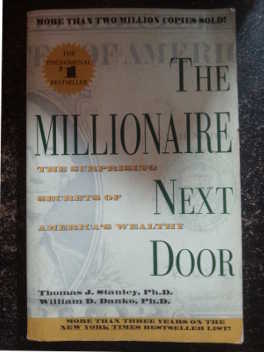 MORE THAN TWO MILLION COPIES SOLD!
THE
PHENOMENAL
#1
BESTSELLER
THE
MILLIONAIRE
THE SURPRISING
SECRETS OF
NEXT
AMERICA'S WEALTHY
DOOR
Thomas J. Stanley, Ph.D.
William D. Danko, Ph.D.
MORE THAN THREE YEARS ON THE
NEW YORK TIMES BESTSELLER LIST!